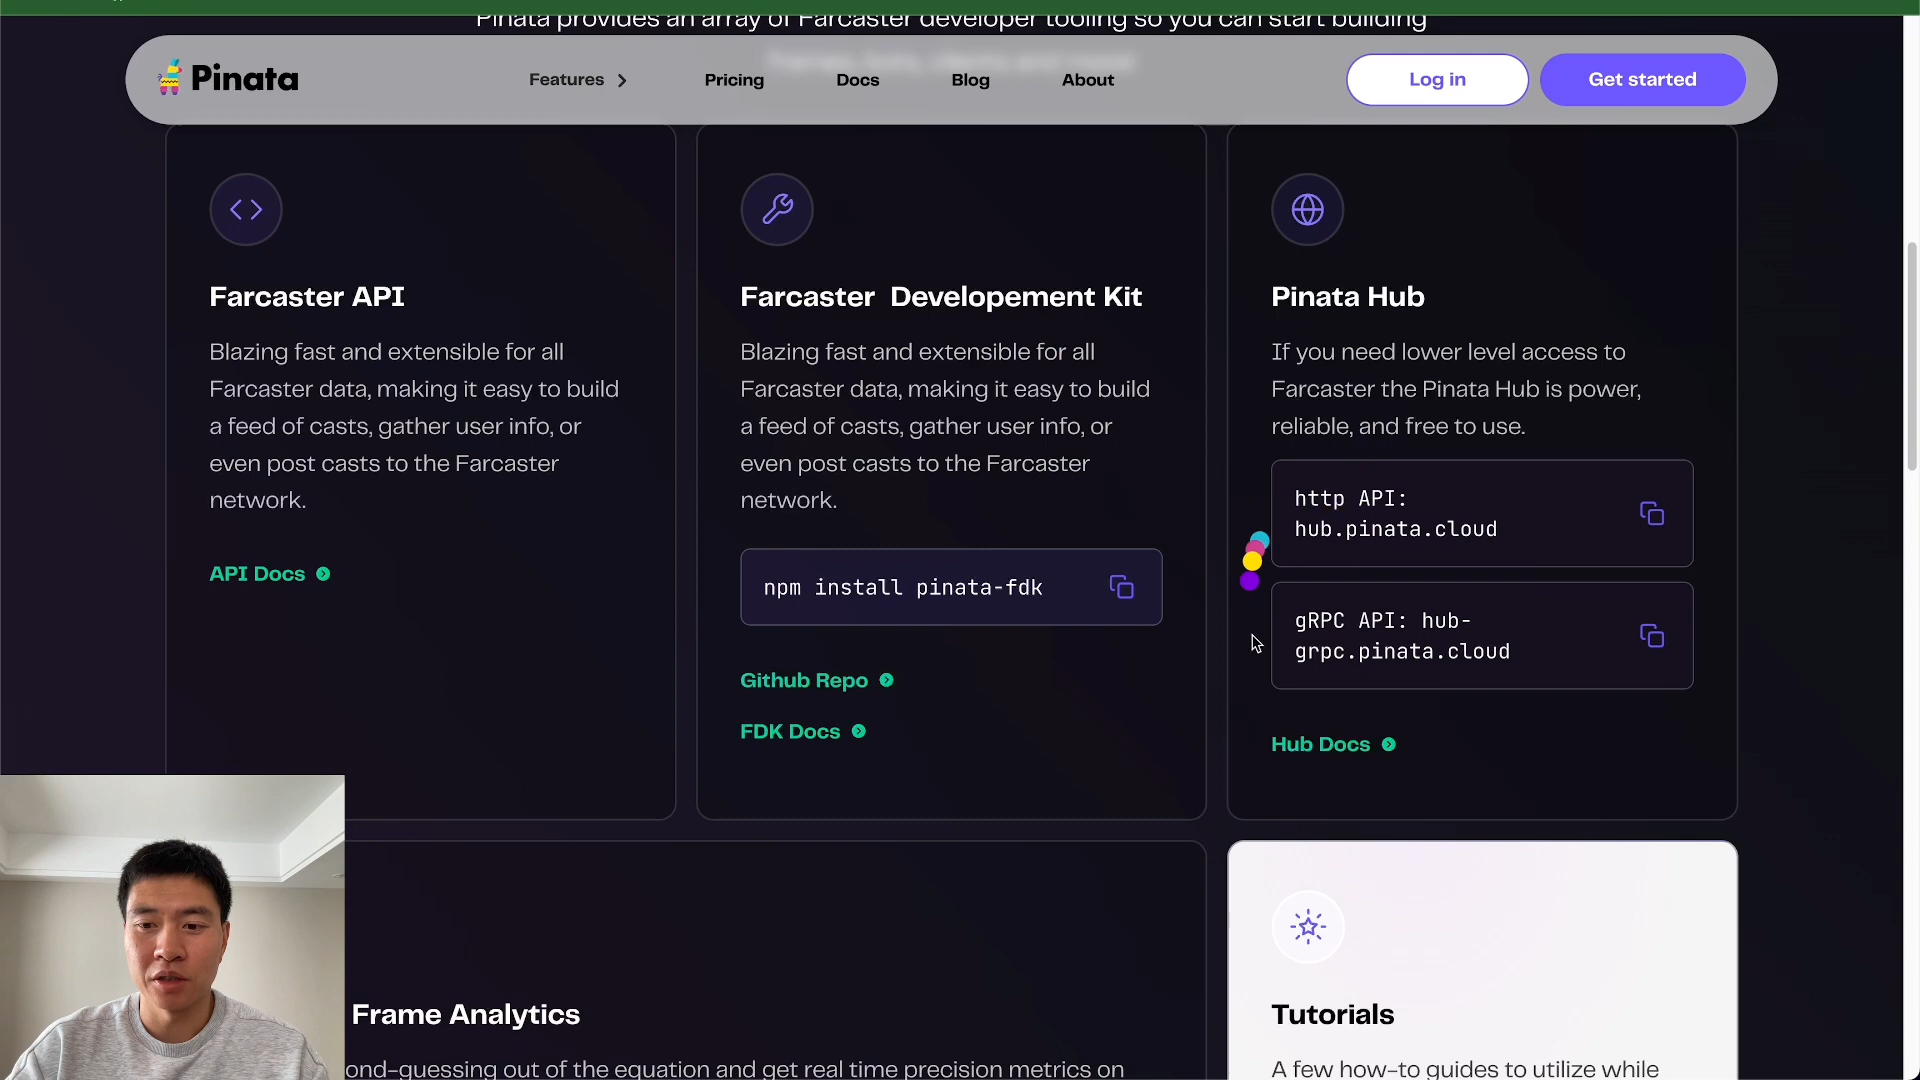 Pinata provides an array of Farcaster developer tooling so you can start building
Pinata
Features
Pricing
Docs
Blog
About
Log in
Get started
Farcaster API
Blazing fast and extensible for all
Farcaster data, making it easy to build
a feed of casts, gather user info, or
even post casts to the Farcaster
network.
API Docs
Farcaster  Developement Kit
Blazing fast and extensible for all
Farcaster data, making it easy to build
a feed of casts, gather user info, or
even post casts to the Farcaster
network.
npm install pinata-fdk
Github Repo
FDK Docs
Pinata Hub
If you need lower level access to
Farcaster the Pinata Hub is power,
reliable, and free to use.
http API:
hub.pinata.cloud
gRPC API: hub-
grpc.pinata.cloud
Hub Docs
Frame Analytics
ond-guessing out of the equation and get real time precision metrics on
Tutorials
A few how-to guides to utilize while